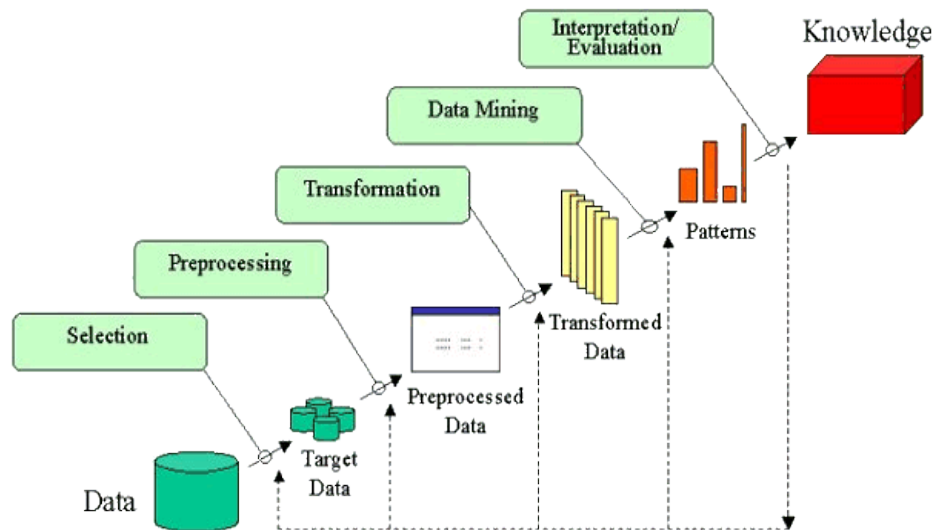 Interpretation/
Evaluation
Knowledge
Data Mining
Transformation
Patterns
Preprocessing
Transformed
Data
Selection
Preprocessed
Data
Target
Data
Data